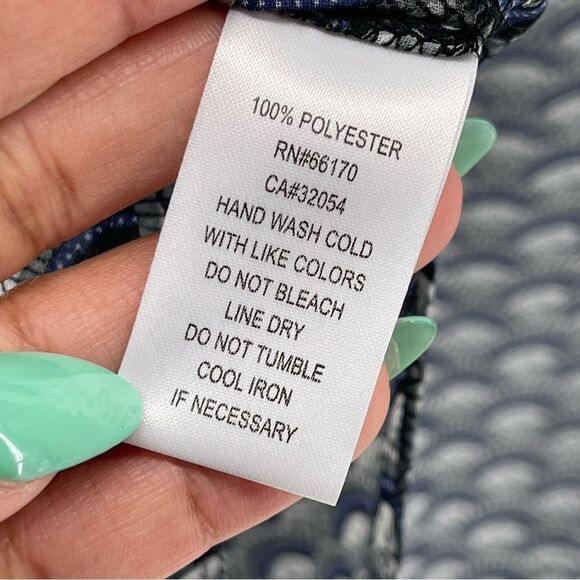 100% POLYESTER
RN#66170
CA#32054
HAND WASH COLD
WITH LIKE COLORS
DO NOT BLEACH
LINE DRY
DO NOT TUMBLE
COOL IRON
IF NECESSARY